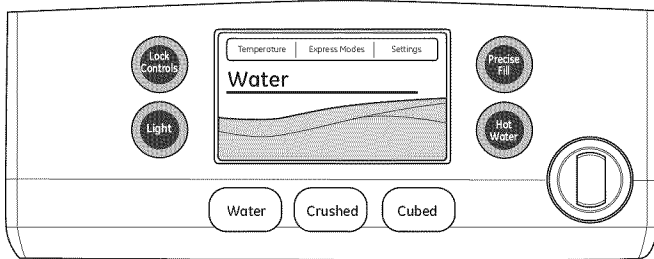 Lock
Controls
Temperature Express Modes Settings
Precise
Fill
Water
Light
Hot
Water
Water Crushed Cubed